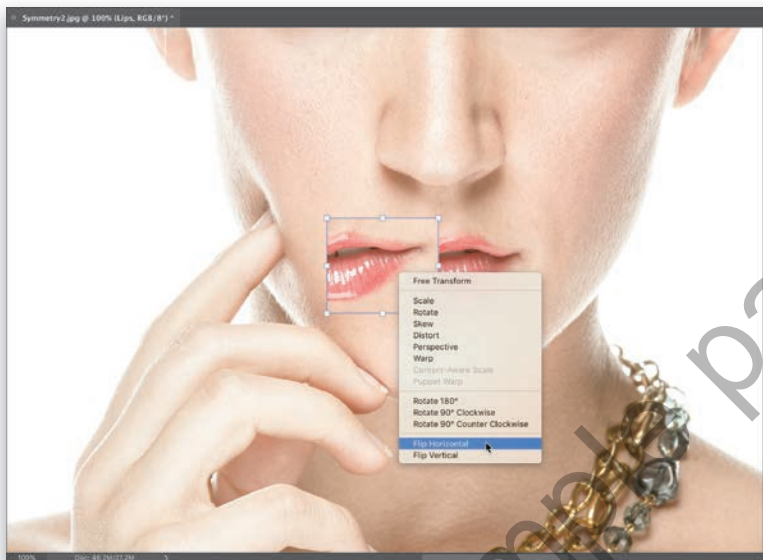 Symmetry2.jpg @ 100% (Lips, RGB/8*) *
Free Transform
Scale
Rotate
Skew
Distort
Perspective
Warp
Content-Aware Scale
Puppet Warp
Rotate 180°
Rotate 90° Clockwise
Rotate 90° Counter Clockwise
Flip Horizontal
Flip Vertical
100%